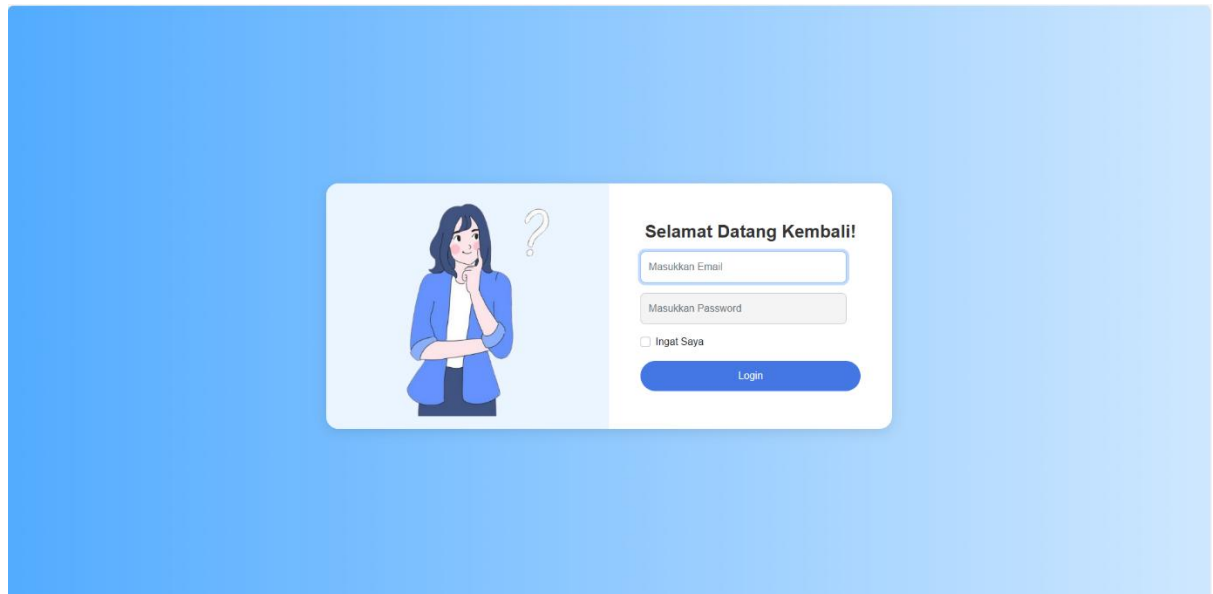 ?
Selamat Datang Kembali!
Masukkan Email
Masukkan Password
Ingat Saya
Login